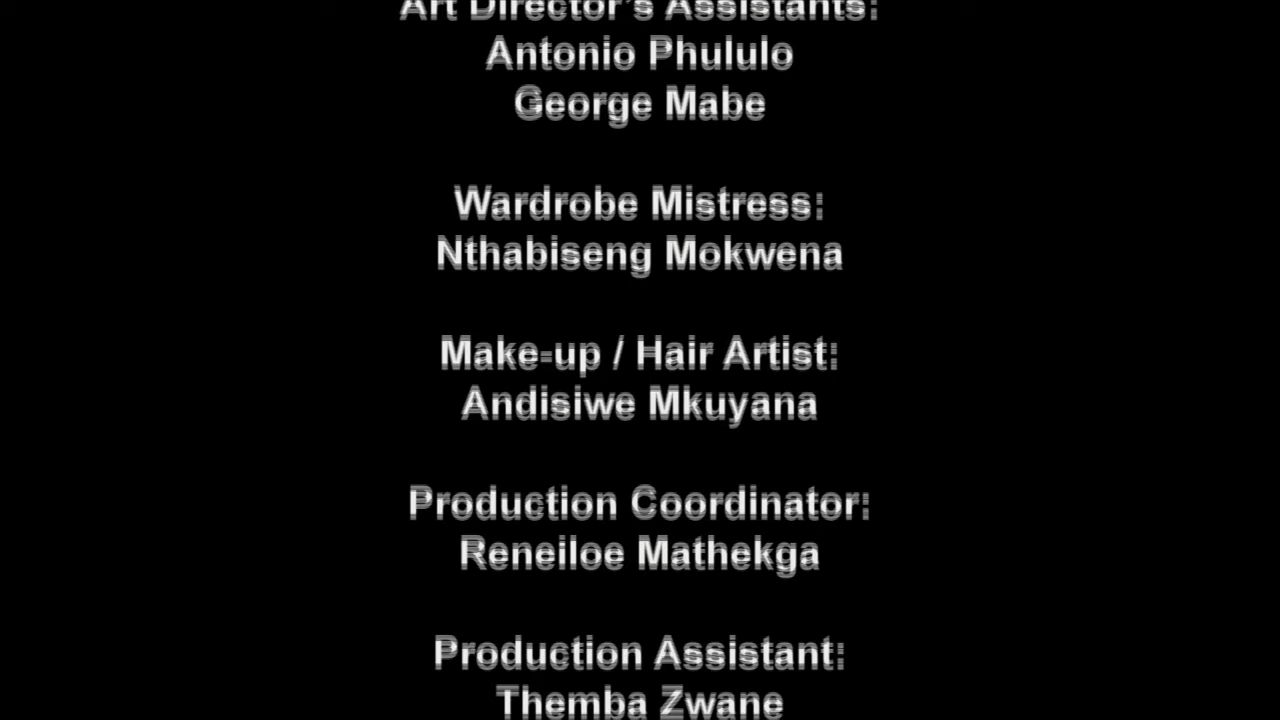 Art Director's Assistants:
Antonio Phululo
George Mabe
Wardrobe Mistress:
Nthabiseng Mokwena
Make-up / Hair Artist:
Andisiwe Mkuyana
Production Coordinator:
Reneiloe Mathekga
Production Assistant:
Themba Zwane